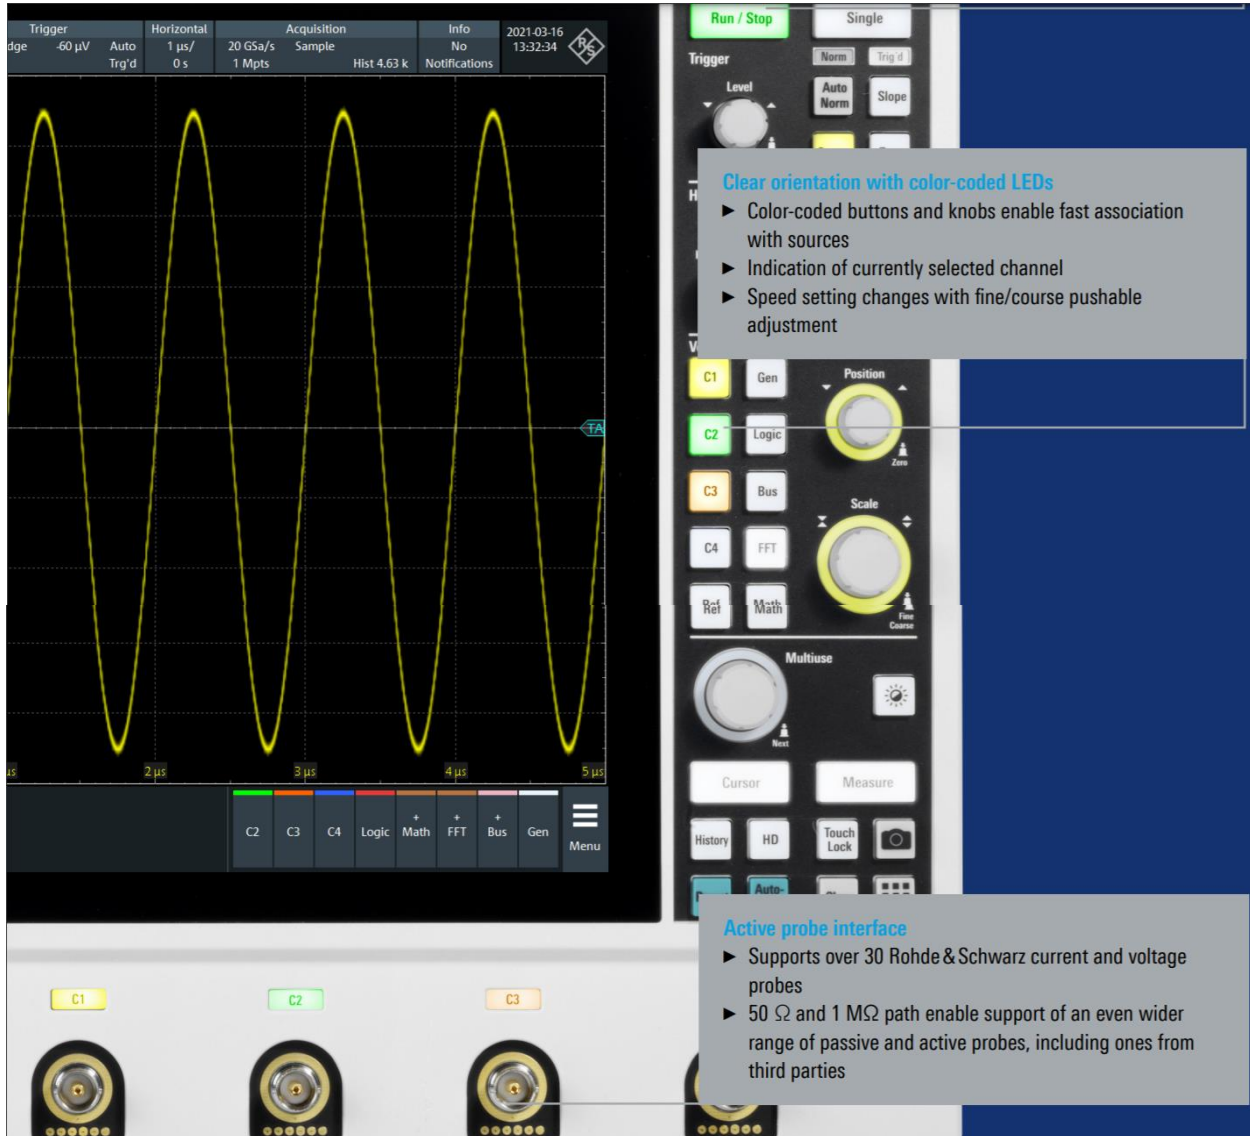 Trigger
Horizontal
Acquisition
Info
2021-03-16
-60 µV
Auto
1 µs/
20 GSa/s
Sample
No
13:32:34
Trg'd
0 s
1 Mpts
Hist 4.63 k
Notifications
R&S
TA
2 µs
3 µs
4 µs
5 µs
C2
C3
C4
Logic
+ Math
+ FFT
+ Bus
Gen
Menu
Run / Stop
Single
Trigger
Norm
Trig'd
Level
Auto
Norm
Slope
Clear orientation with color-coded LEDs
► Color-coded buttons and knobs enable fast association
with sources
► Indication of currently selected channel
► Speed setting changes with fine/course pushable
adjustment
C1
Gen
Position
C2
Logic
Zero
C3
Bus
Scale
C4
FFT
Ref
Math
Fine
Coarse
Multiuse
Next
Cursor
Measure
History
HD
Touch
Lock
Auto-
Active probe interface
► Supports over 30 Rohde & Schwarz current and voltage
probes
► 50 Ω and 1 MΩ path enable support of an even wider
range of passive and active probes, including ones from
third parties
C1
C2
C3